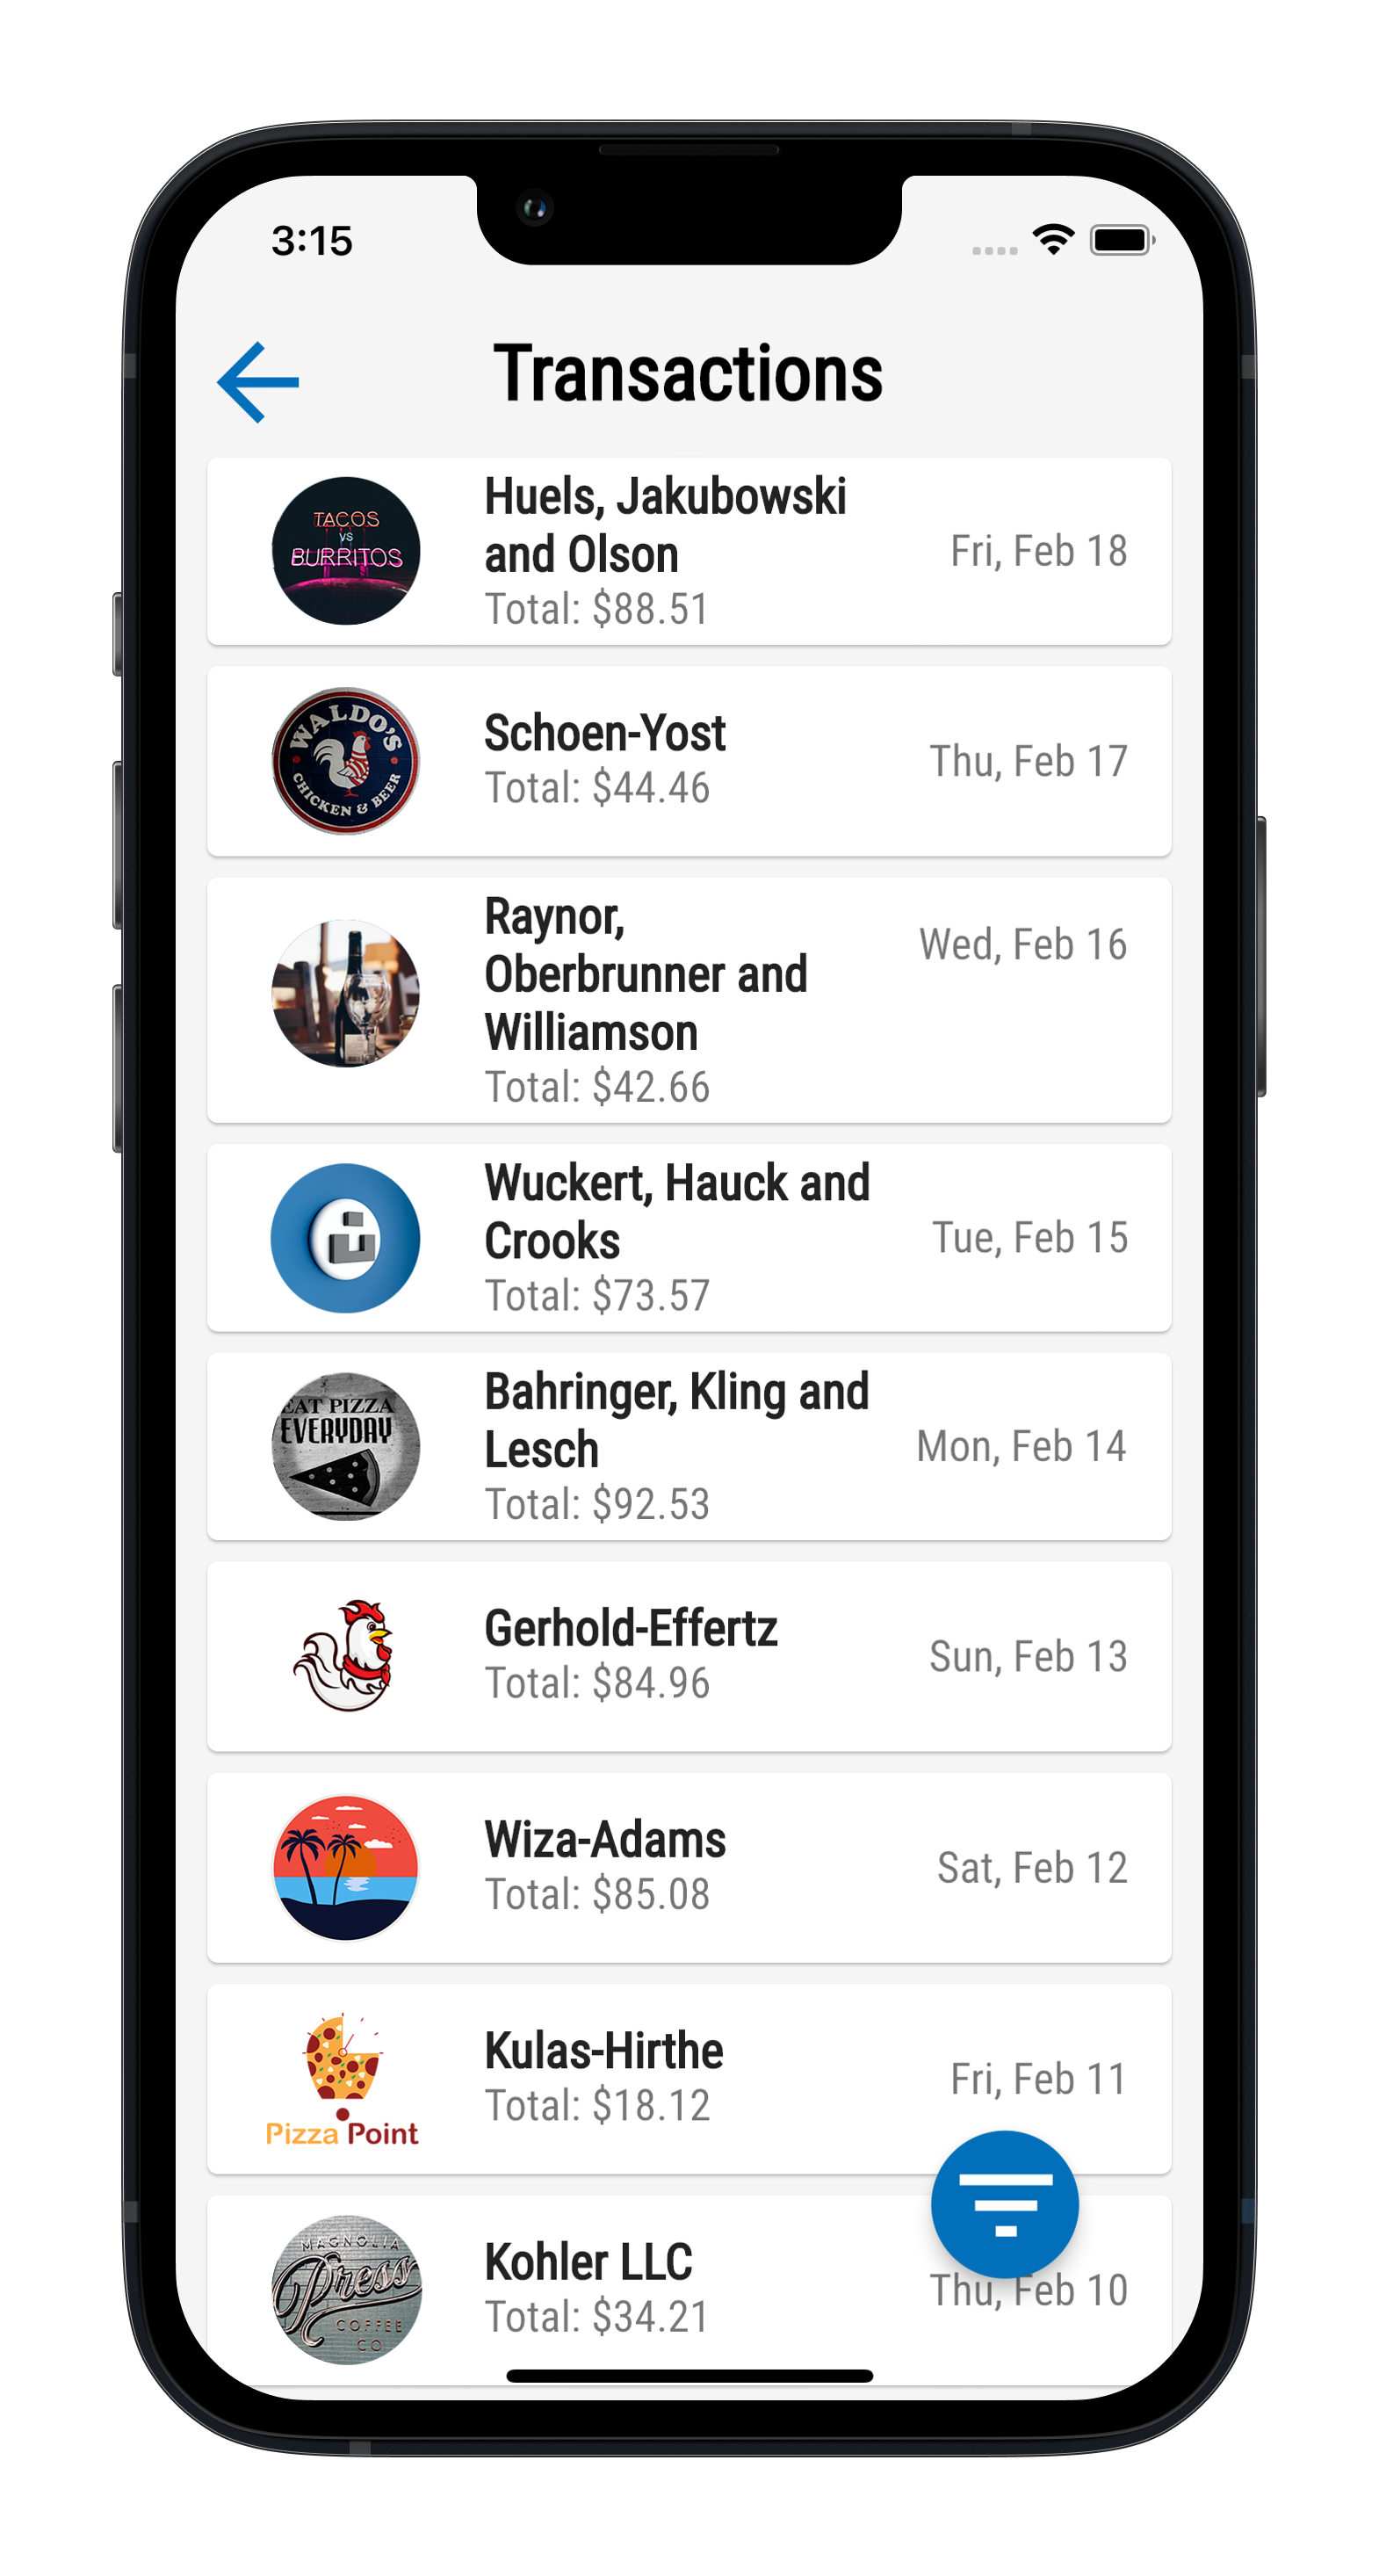 3:15
Transactions
TACOS
VS
BURRITOS
Huels, Jakubowski
and Olson
Total: $88.51
Fri, Feb 18
WALDO'S
CHICKEN & BEER
Schoen-Yost
Total: $44.46
Thu, Feb 17
Raynor,
Oberbrunner and
Williamson
Total: $42.66
Wed, Feb 16
Wuckert, Hauck and
Crooks
Total: $73.57
Tue, Feb 15
EAT PIZZA
EVERYDAY
Bahringer, Kling and
Lesch
Total: $92.53
Mon, Feb 14
Gerhold-Effertz
Total: $84.96
Sun, Feb 13
Wiza-Adams
Total: $85.08
Sat, Feb 12
Pizza Point
Kulas-Hirthe
Total: $18.12
Fri, Feb 11
MAGNOLIA
Press
COFFEE
CO
Kohler LLC
Total: $34.21
Thu, Feb 10